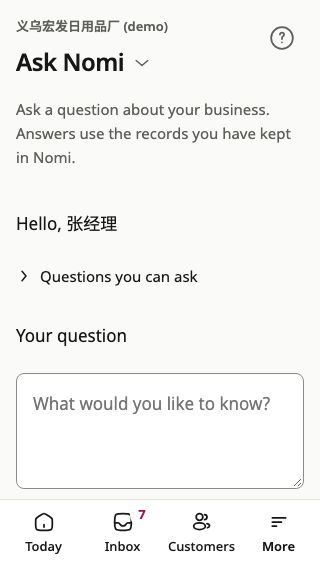 义乌宏发日用品厂 (demo)
Ask Nomi
Ask a question about your business.
Answers use the records you have kept
in Nomi.
Hello, 张经理
Questions you can ask
Your question
What would you like to know?
7
Today Inbox Customers More